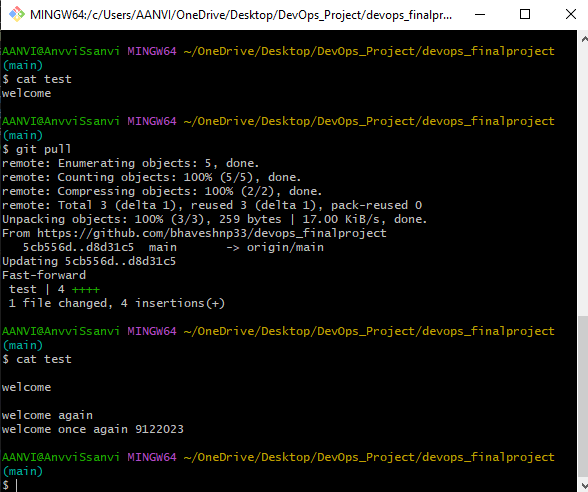 MINGW64:/c/Users/AANVI/OneDrive/Desktop/DevOps_Project/devops_finalpr...
AANVI@AnvviSsanvi MINGW64 ~/OneDrive/Desktop/DevOps_Project/devops_finalproject
(main)
$ cat test
welcome
AANVI@AnvviSsanvi MINGW64 ~/OneDrive/Desktop/DevOps_Project/devops_finalproject
(main)
$ git pull
remote: Enumerating objects: 5, done.
remote: Counting objects: 100% (5/5), done.
remote: Compressing objects: 100% (2/2), done.
remote: Total 3 (delta 1), reused 3 (delta 1), pack-reused 0
Unpacking objects: 100% (3/3), 259 bytes | 17.00 KiB/s, done.
From https://github.com/bhaveshnp33/devops_finalproject
   5cb556d..d8d31c5  main       -> origin/main
Updating 5cb556d..d8d31c5
Fast-forward
 test | 4 ++++
 1 file changed, 4 insertions(+)
AANVI@AnvviSsanvi MINGW64 ~/OneDrive/Desktop/DevOps_Project/devops_finalproject
(main)
$ cat test
welcome
welcome again
welcome once again 9122023
AANVI@AnvviSsanvi MINGW64 ~/OneDrive/Desktop/DevOps_Project/devops_finalproject
(main)
$